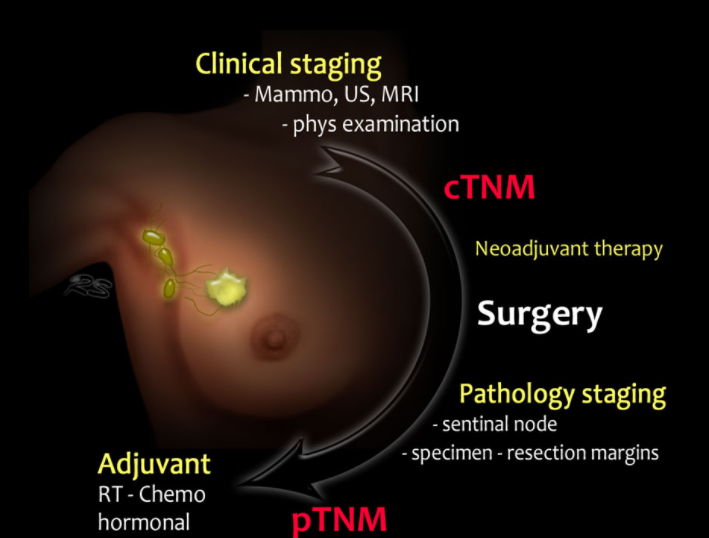 Clinical staging
- Mammo, US, MRI
- phys examination
cTNM
Neoadjuvant therapy
RS
Surgery
Pathology staging
- sentinal node
- specimen - resection margins
Adjuvant
RT - Chemo
hormonal
pTNM